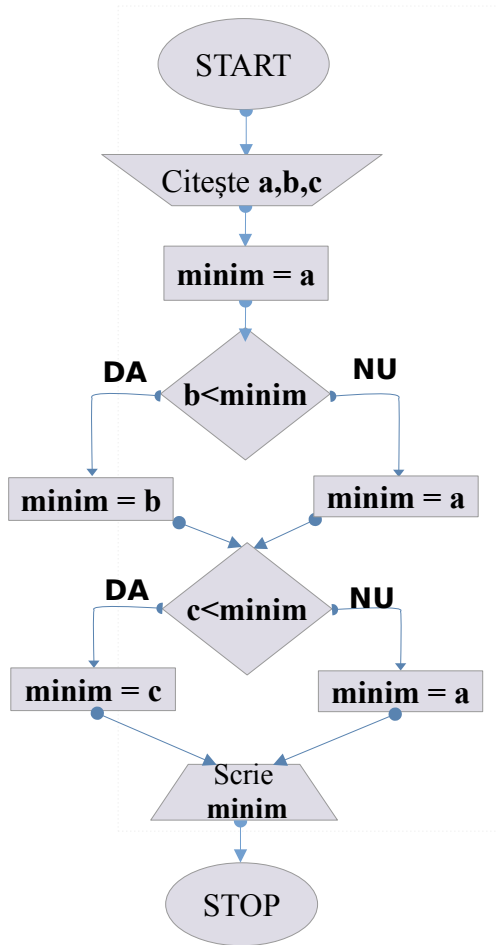 START
Citește a,b,c
minim = a
DA
NU
b<minim
minim = b
minim = a
DA
NU
c<minim
minim = c
minim = a
Scrie
minim
STOP